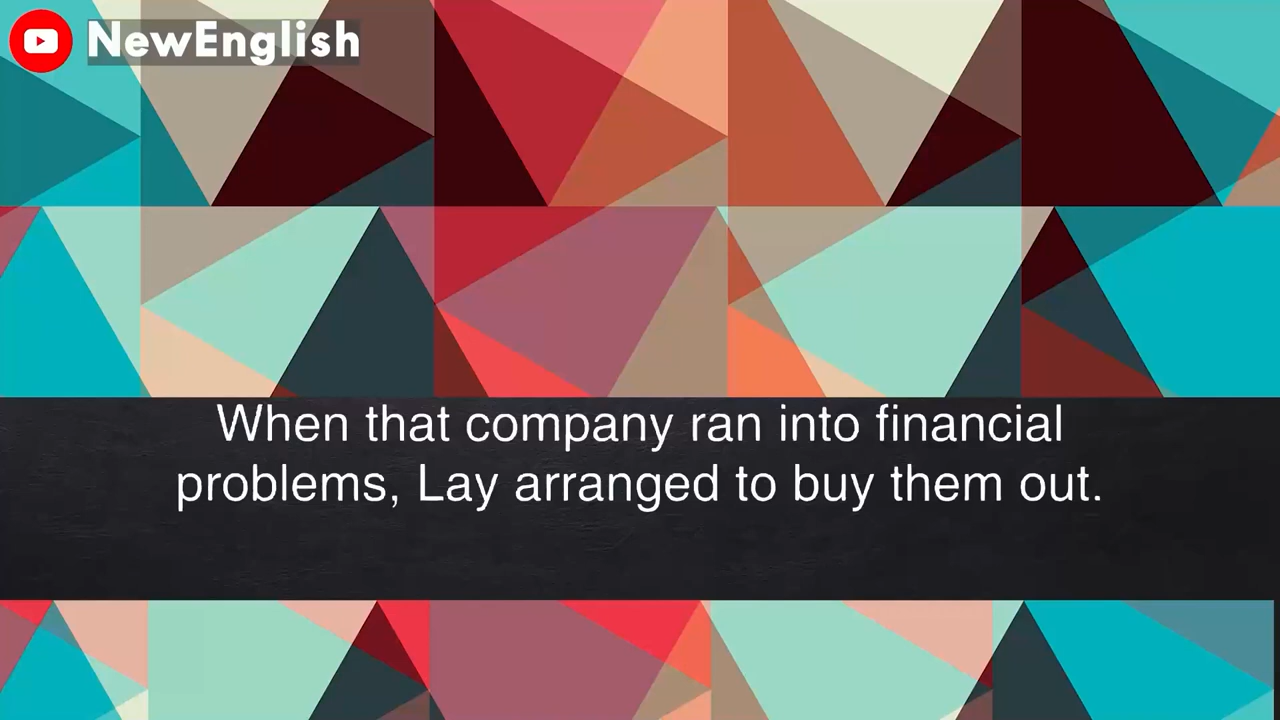 NewEnglish
When that company ran into financial
problems, Lay arranged to buy them out.